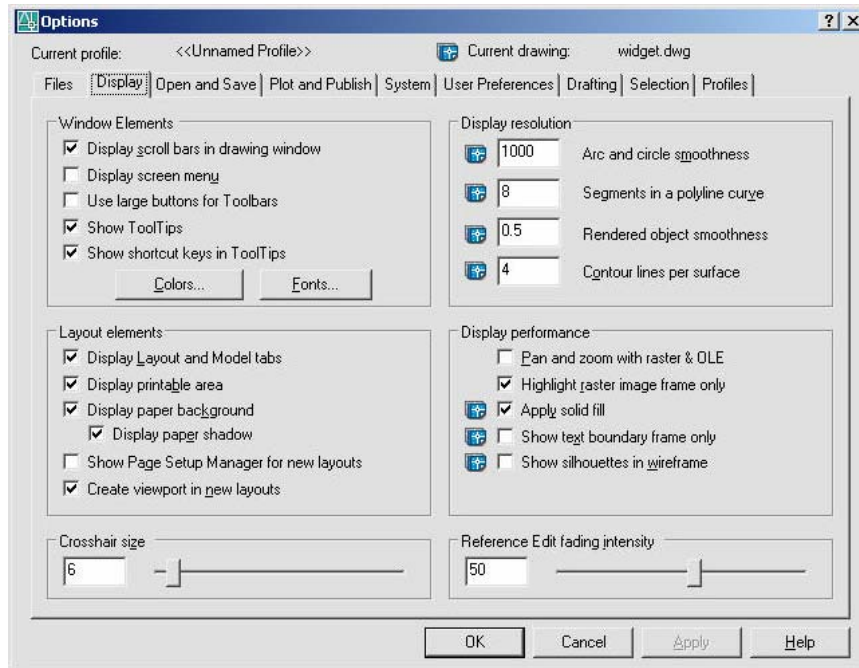 Options
Current profile: <<Unnamed Profile>> Current drawing: widget.dwg
Files Display Open and Save Plot and Publish System User Preferences Drafting Selection Profiles
Window Elements
Display scroll bars in drawing window
Display screen menu
Use large buttons for Toolbars
Show ToolTips
Show shortcut keys in ToolTips
Colors... Fonts...
Display resolution
1000 Arc and circle smoothness
8 Segments in a polyline curve
0.5 Rendered object smoothness
4 Contour lines per surface
Layout elements
Display Layout and Model tabs
Display printable area
Display paper background
Display paper shadow
Show Page Setup Manager for new layouts
Create viewport in new layouts
Display performance
Pan and zoom with raster & OLE
Highlight raster image frame only
Apply solid fill
Show text boundary frame only
Show silhouettes in wireframe
Crosshair size
6
Reference Edit fading intensity
50
OK Cancel Apply Help